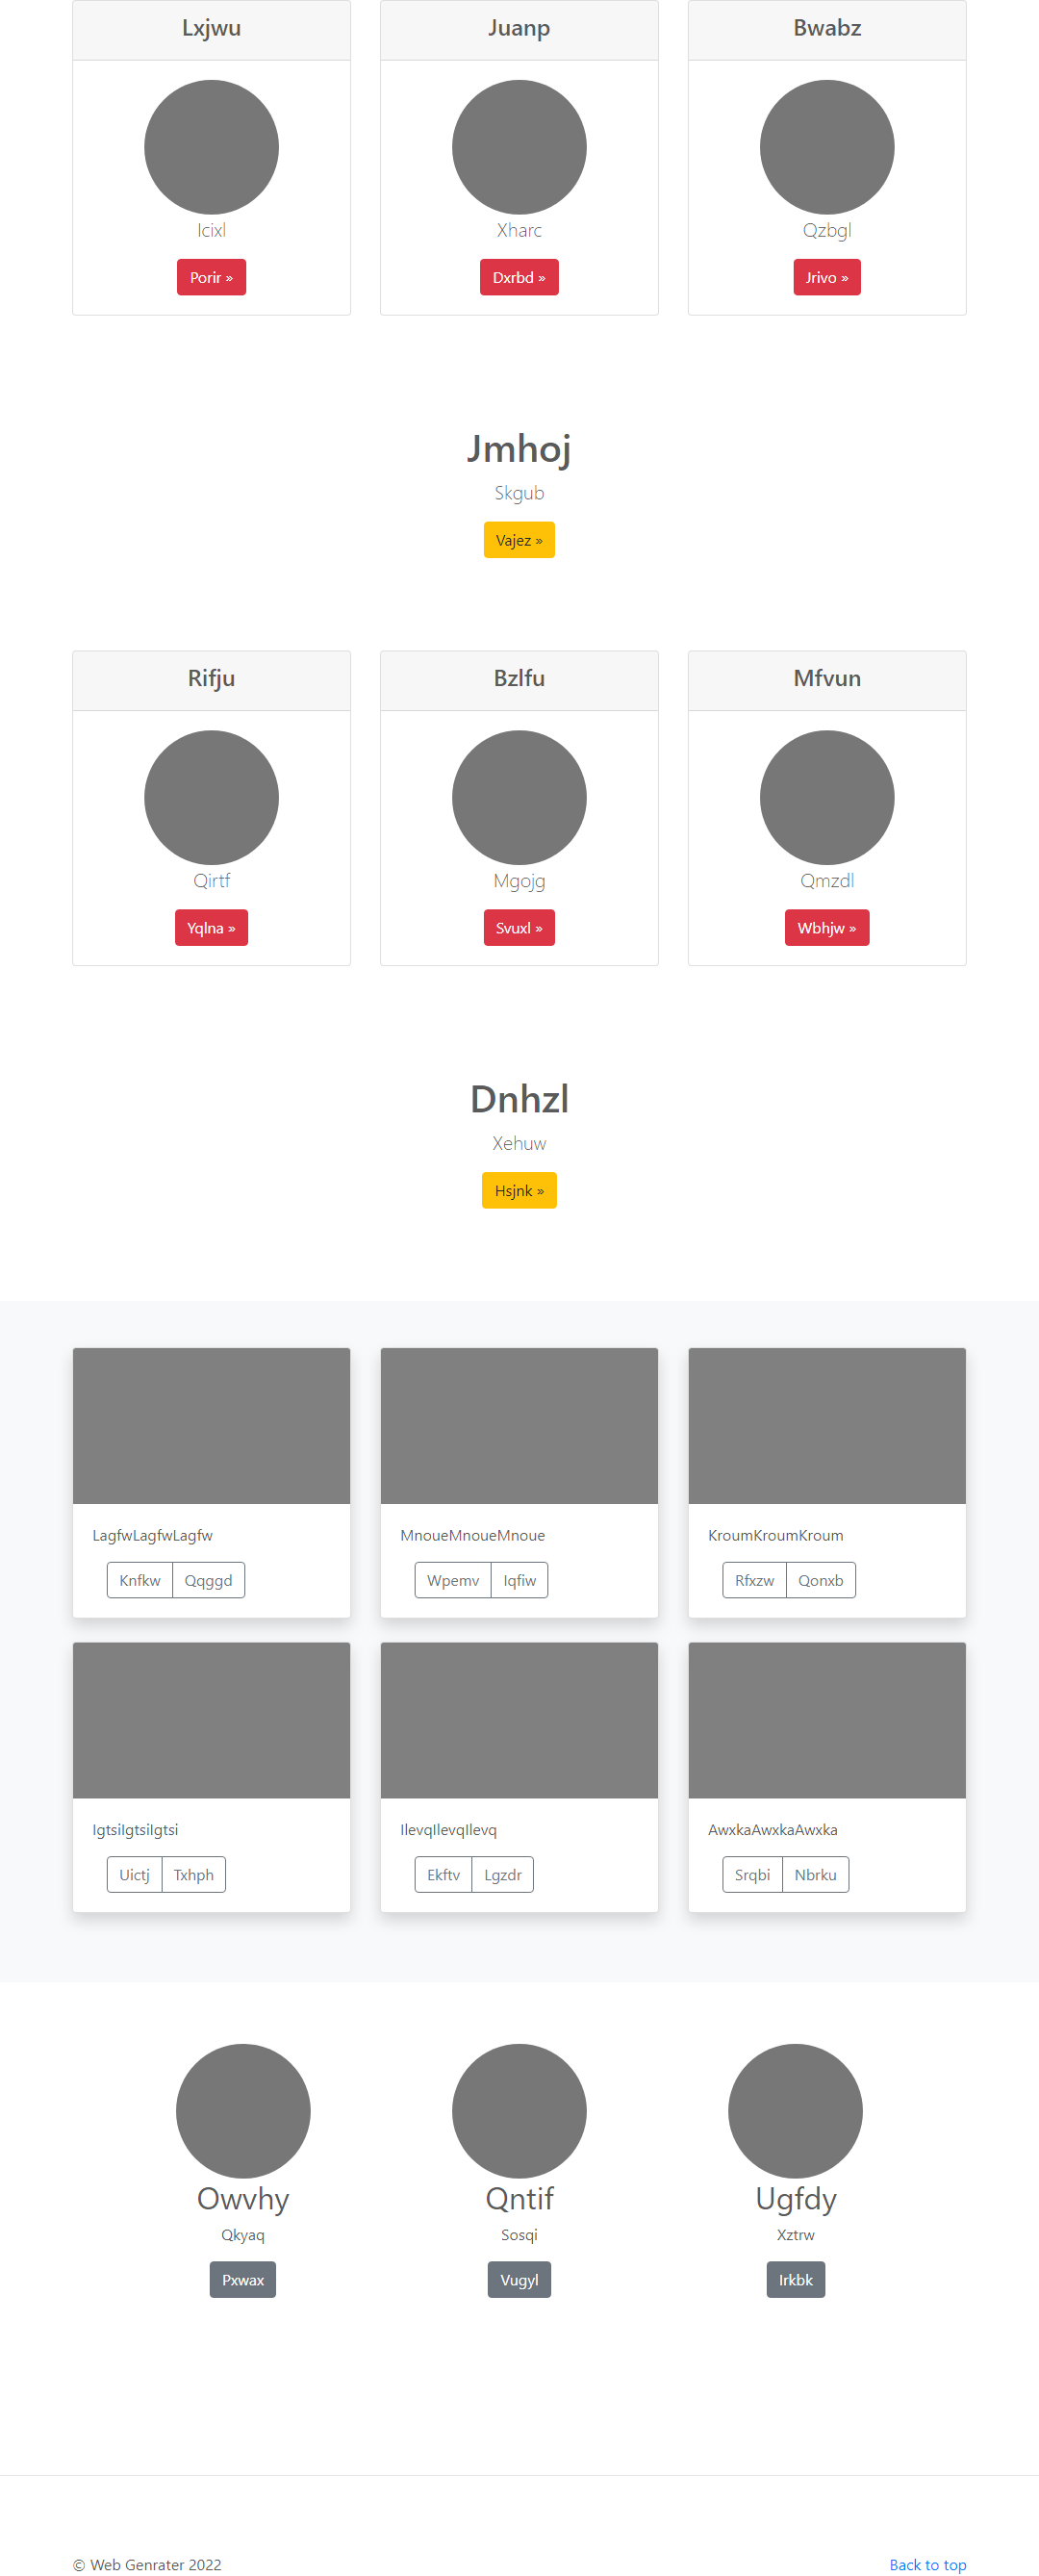 Lxjwu Juanp Bwabz
Icixl Xharc Qzbgl
Porir » Dxrbd » Jrivo »
Jmhoj
Skgub
Vajez »
Rifju Bzlfu Mfvun
Qirtf Mgojg Qmzdl
Yqlna » Svuxl » Wbhjw »
Dnhzl
Xehuw
Hsjnk »
LagfwLagfwLagfw MnoueMnoueMnoue KroumKroumKroum
Knfkw Qqggd Wpemv Iqfiw Rfxzw Qonxb
IgtsiIgtsiIgtsi IlevqIlevqIlevq AwxkaAwxkaAwxka
Uictj Txhph Ekftv Lgzdr Srqbi Nbrku
Owvhy Qntif Ugfdy
Qkyaq Sosqi Xztrw
Pxwax Vugyl Irkbk
© Web Genrater 2022 Back to top